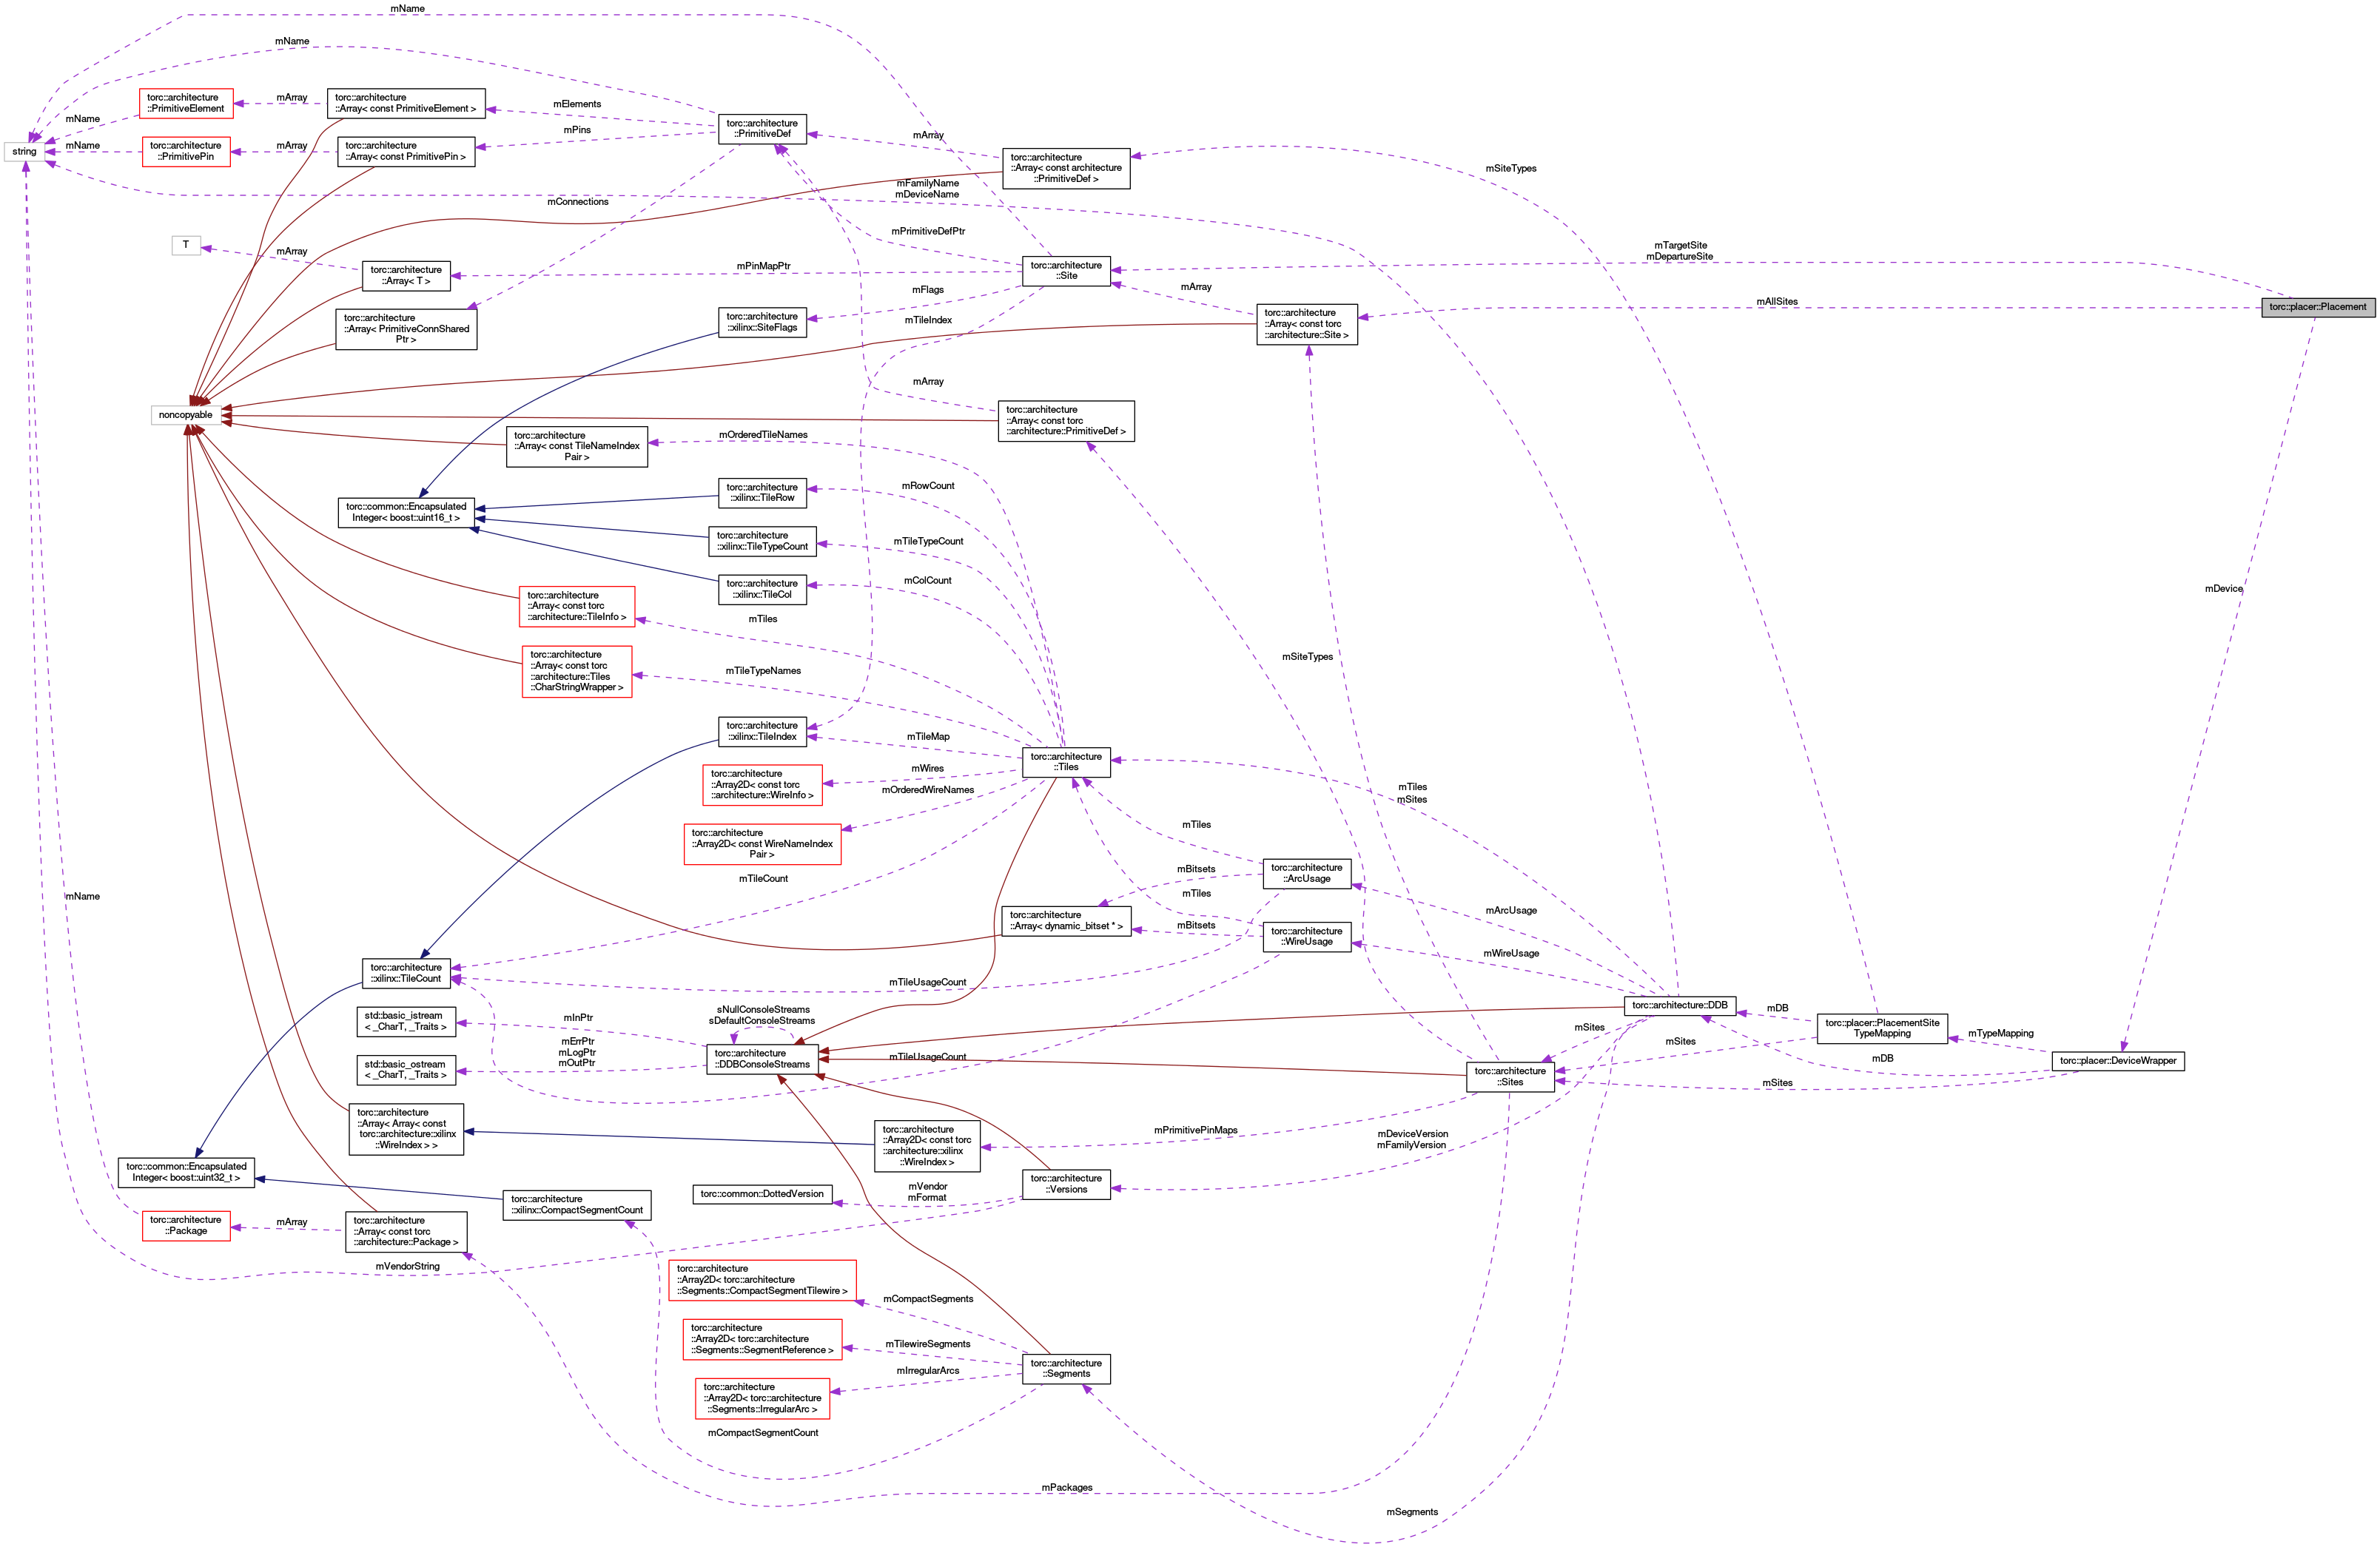 mName
mName
torc::architecture
::PrimitiveElement
mArray
torc::architecture
::Array< const PrimitiveElement >
mElements
torc::architecture
::PrimitiveDef
mName
string
mName
torc::architecture
::PrimitivePin
mArray
torc::architecture
::Array< const PrimitivePin >
mPins
mArray
torc::architecture
::Array< const architecture
::PrimitiveDef >
mSiteTypes
mFamilyName
mDeviceName
mConnections
T
mArray
torc::architecture
::Array< T >
mPinMapPtr
mPrimitiveDefPtr
torc::architecture
::Site
mTargetSite
mDepartureSite
mFlags
mArray
mAllSites
torc::placer::Placement
torc::architecture
::Array< PrimitiveConnShared
Ptr >
torc::architecture
::xilinx::SiteFlags
mTileIndex
torc::architecture
::Array< const torc
::architecture::Site >
noncopyable
mArray
torc::architecture
::Array< const torc
::architecture::PrimitiveDef >
torc::architecture
::Array< const TileNameIndex
Pair >
mOrderedTileNames
torc::common::Encapsulated
Integer< boost::uint16_t >
torc::architecture
::xilinx::TileRow
mRowCount
torc::architecture
::xilinx::TileTypeCount
mTileTypeCount
torc::architecture
::xilinx::TileCol
mColCount
mDevice
torc::architecture
::Array< const torc
::architecture::TileInfo >
mTiles
torc::architecture
::Array< const torc
::architecture::Tiles
::CharStringWrapper >
mTileTypeNames
mSiteTypes
torc::architecture
::xilinx::TileIndex
mTileMap
torc::architecture
::Tiles
torc::architecture
::Array2D< const torc
::architecture::WireInfo >
mWires
mOrderedWireNames
mTiles
mSites
torc::architecture
::Array2D< const WireNameIndex
Pair >
mTiles
mTileCount
mBitsets
torc::architecture
::ArcUsage
mName
mTiles
torc::architecture
::Array< dynamic_bitset * >
mBitsets
torc::architecture
::WireUsage
mArcUsage
mWireUsage
torc::architecture
::xilinx::TileCount
mTileUsageCount
torc::architecture::DDB
mDB
torc::placer::PlacementSite
TypeMapping
mTypeMapping
torc::placer::DeviceWrapper
std::basic_istream
< _CharT, _Traits >
mInPtr
sNullConsoleStreams
sDefaultConsoleStreams
mSites
mSites
mDB
mSites
std::basic_ostream
< _CharT, _Traits >
mErrPtr
mLogPtr
mOutPtr
torc::architecture
::DDBConsoleStreams
mTileUsageCount
torc::architecture
::Sites
torc::architecture
::Array< Array< const
torc::architecture::xilinx
::WireIndex > >
torc::architecture
::Array2D< const torc
::architecture::xilinx
::WireIndex >
mPrimitivePinMaps
mDeviceVersion
mFamilyVersion
torc::common::Encapsulated
Integer< boost::uint32_t >
torc::architecture
::xilinx::CompactSegmentCount
torc::common::DottedVersion
mVendor
mFormat
torc::architecture
::Versions
torc::architecture
::Package
mArray
torc::architecture
::Array< const torc
::architecture::Package >
mVendorString
torc::architecture
::Array2D< torc::architecture
::Segments::CompactSegmentTilewire >
mCompactSegments
torc::architecture
::Array2D< torc::architecture
::Segments::SegmentReference >
mTilewireSegments
torc::architecture
::Segments
mIrregularArcs
torc::architecture
::Array2D< torc::architecture
::Segments::IrregularArc >
mCompactSegmentCount
mPackages
mSegments